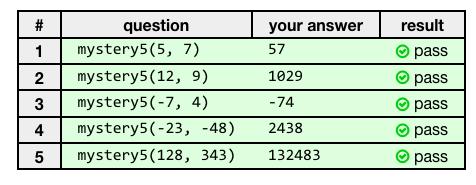 # question your answer result
1 mystery5(5, 7) 57 pass
2 mystery5(12, 9) 1029 pass
3 mystery5(-7, 4) -74 pass
4 mystery5(-23, -48) 2438 pass
5 mystery5(128, 343) 132483 pass